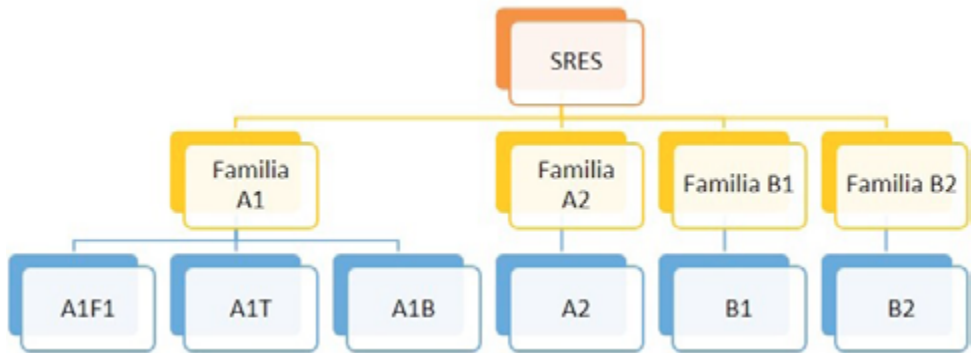 SRES
Familia
A1
Familia
A2
Familia B1
Familia B2
A1F1
A1T
A1B
A2
B1
B2